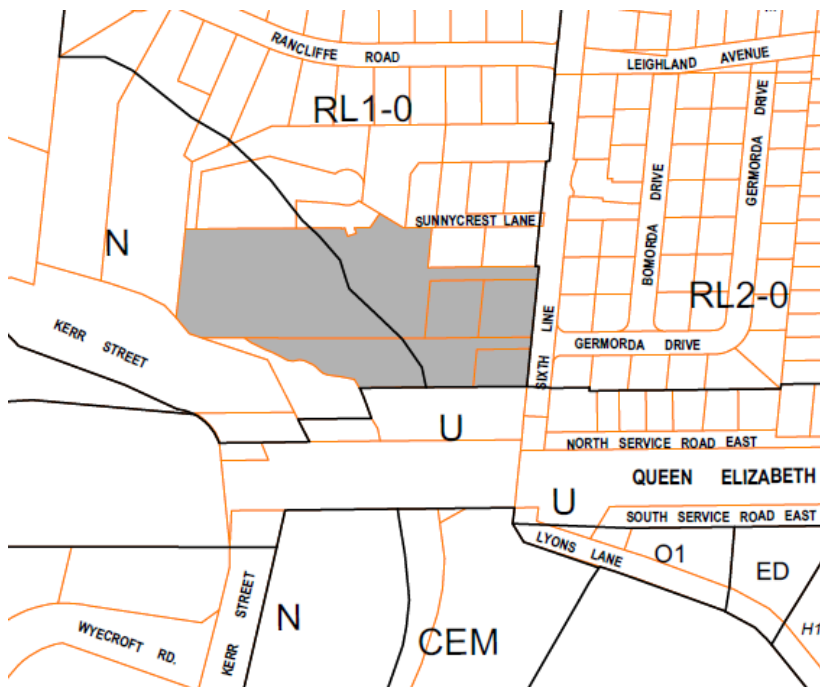 RANCLIFFE ROAD
LEIGHLAND AVENUE
RL1-0
GERMORDA DRIVE
BOMORDA DRIVE
SUNNYCREST LANE
N
RL2-0
KERR STREET
SIXTH LINE
GERMORDA DRIVE
U
NORTH SERVICE ROAD EAST
QUEEN ELIZABETH
U
SOUTH SERVICE ROAD EAST
LYONS LANE
O1
ED
KERR STREET
N
H1
WYECROFT RD.
CEM